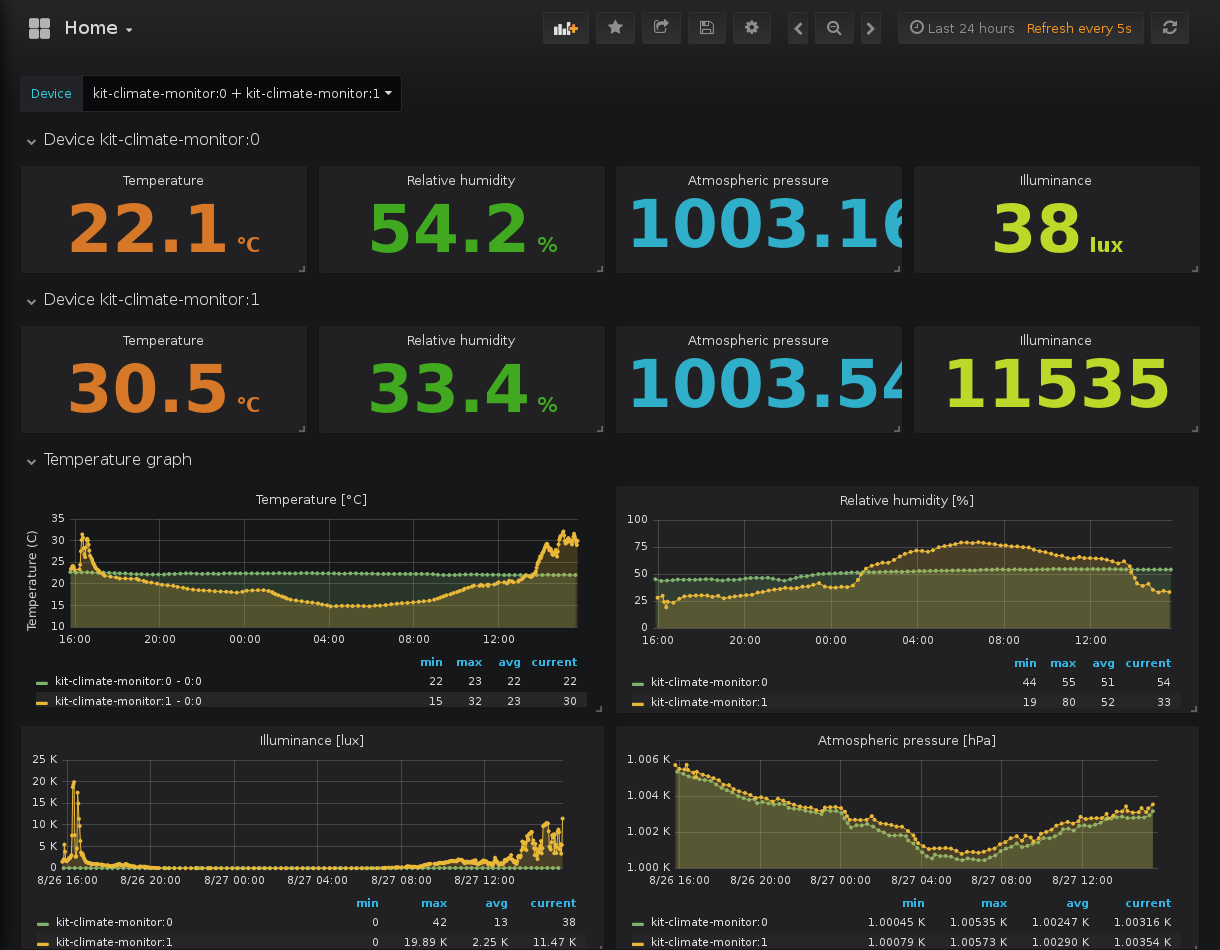 Home
Last 24 hours Refresh every 5s
Device kit-climate-monitor:0 + kit-climate-monitor:1
Device kit-climate-monitor:0
Temperature Relative humidity Atmospheric pressure Illuminance
22.1 °C 54.2 % 1003.16 38 lux
Device kit-climate-monitor:1
Temperature Relative humidity Atmospheric pressure Illuminance
30.5 °C 33.4 % 1003.54 11535
Temperature graph
Temperature [°C]
Temperature (C)
35
30
25
20
15
10
16:00 20:00 00:00 04:00 08:00 12:00
min max avg current
kit-climate-monitor:0 - 0:0 22 23 22 22
kit-climate-monitor:1 - 0:0 15 32 23 30
Relative humidity [%]
100
75
50
25
0
16:00 20:00 00:00 04:00 08:00 12:00
min max avg current
kit-climate-monitor:0 44 55 51 54
kit-climate-monitor:1 19 80 52 33
Illuminance [lux]
25 K
20 K
15 K
10 K
5 K
0
8/26 16:00 8/26 20:00 8/27 00:00 8/27 04:00 8/27 08:00 8/27 12:00
min max avg current
kit-climate-monitor:0 0 42 13 38
kit-climate-monitor:1 0 19.89 K 2.25 K 11.47 K
Atmospheric pressure [hPa]
1.006 K
1.004 K
1.002 K
1.000 K
8/26 16:00 8/26 20:00 8/27 00:00 8/27 04:00 8/27 08:00 8/27 12:00
min max avg current
kit-climate-monitor:0 1.00045 K 1.00535 K 1.00247 K 1.00316 K
kit-climate-monitor:1 1.00079 K 1.00573 K 1.00290 K 1.00354 K